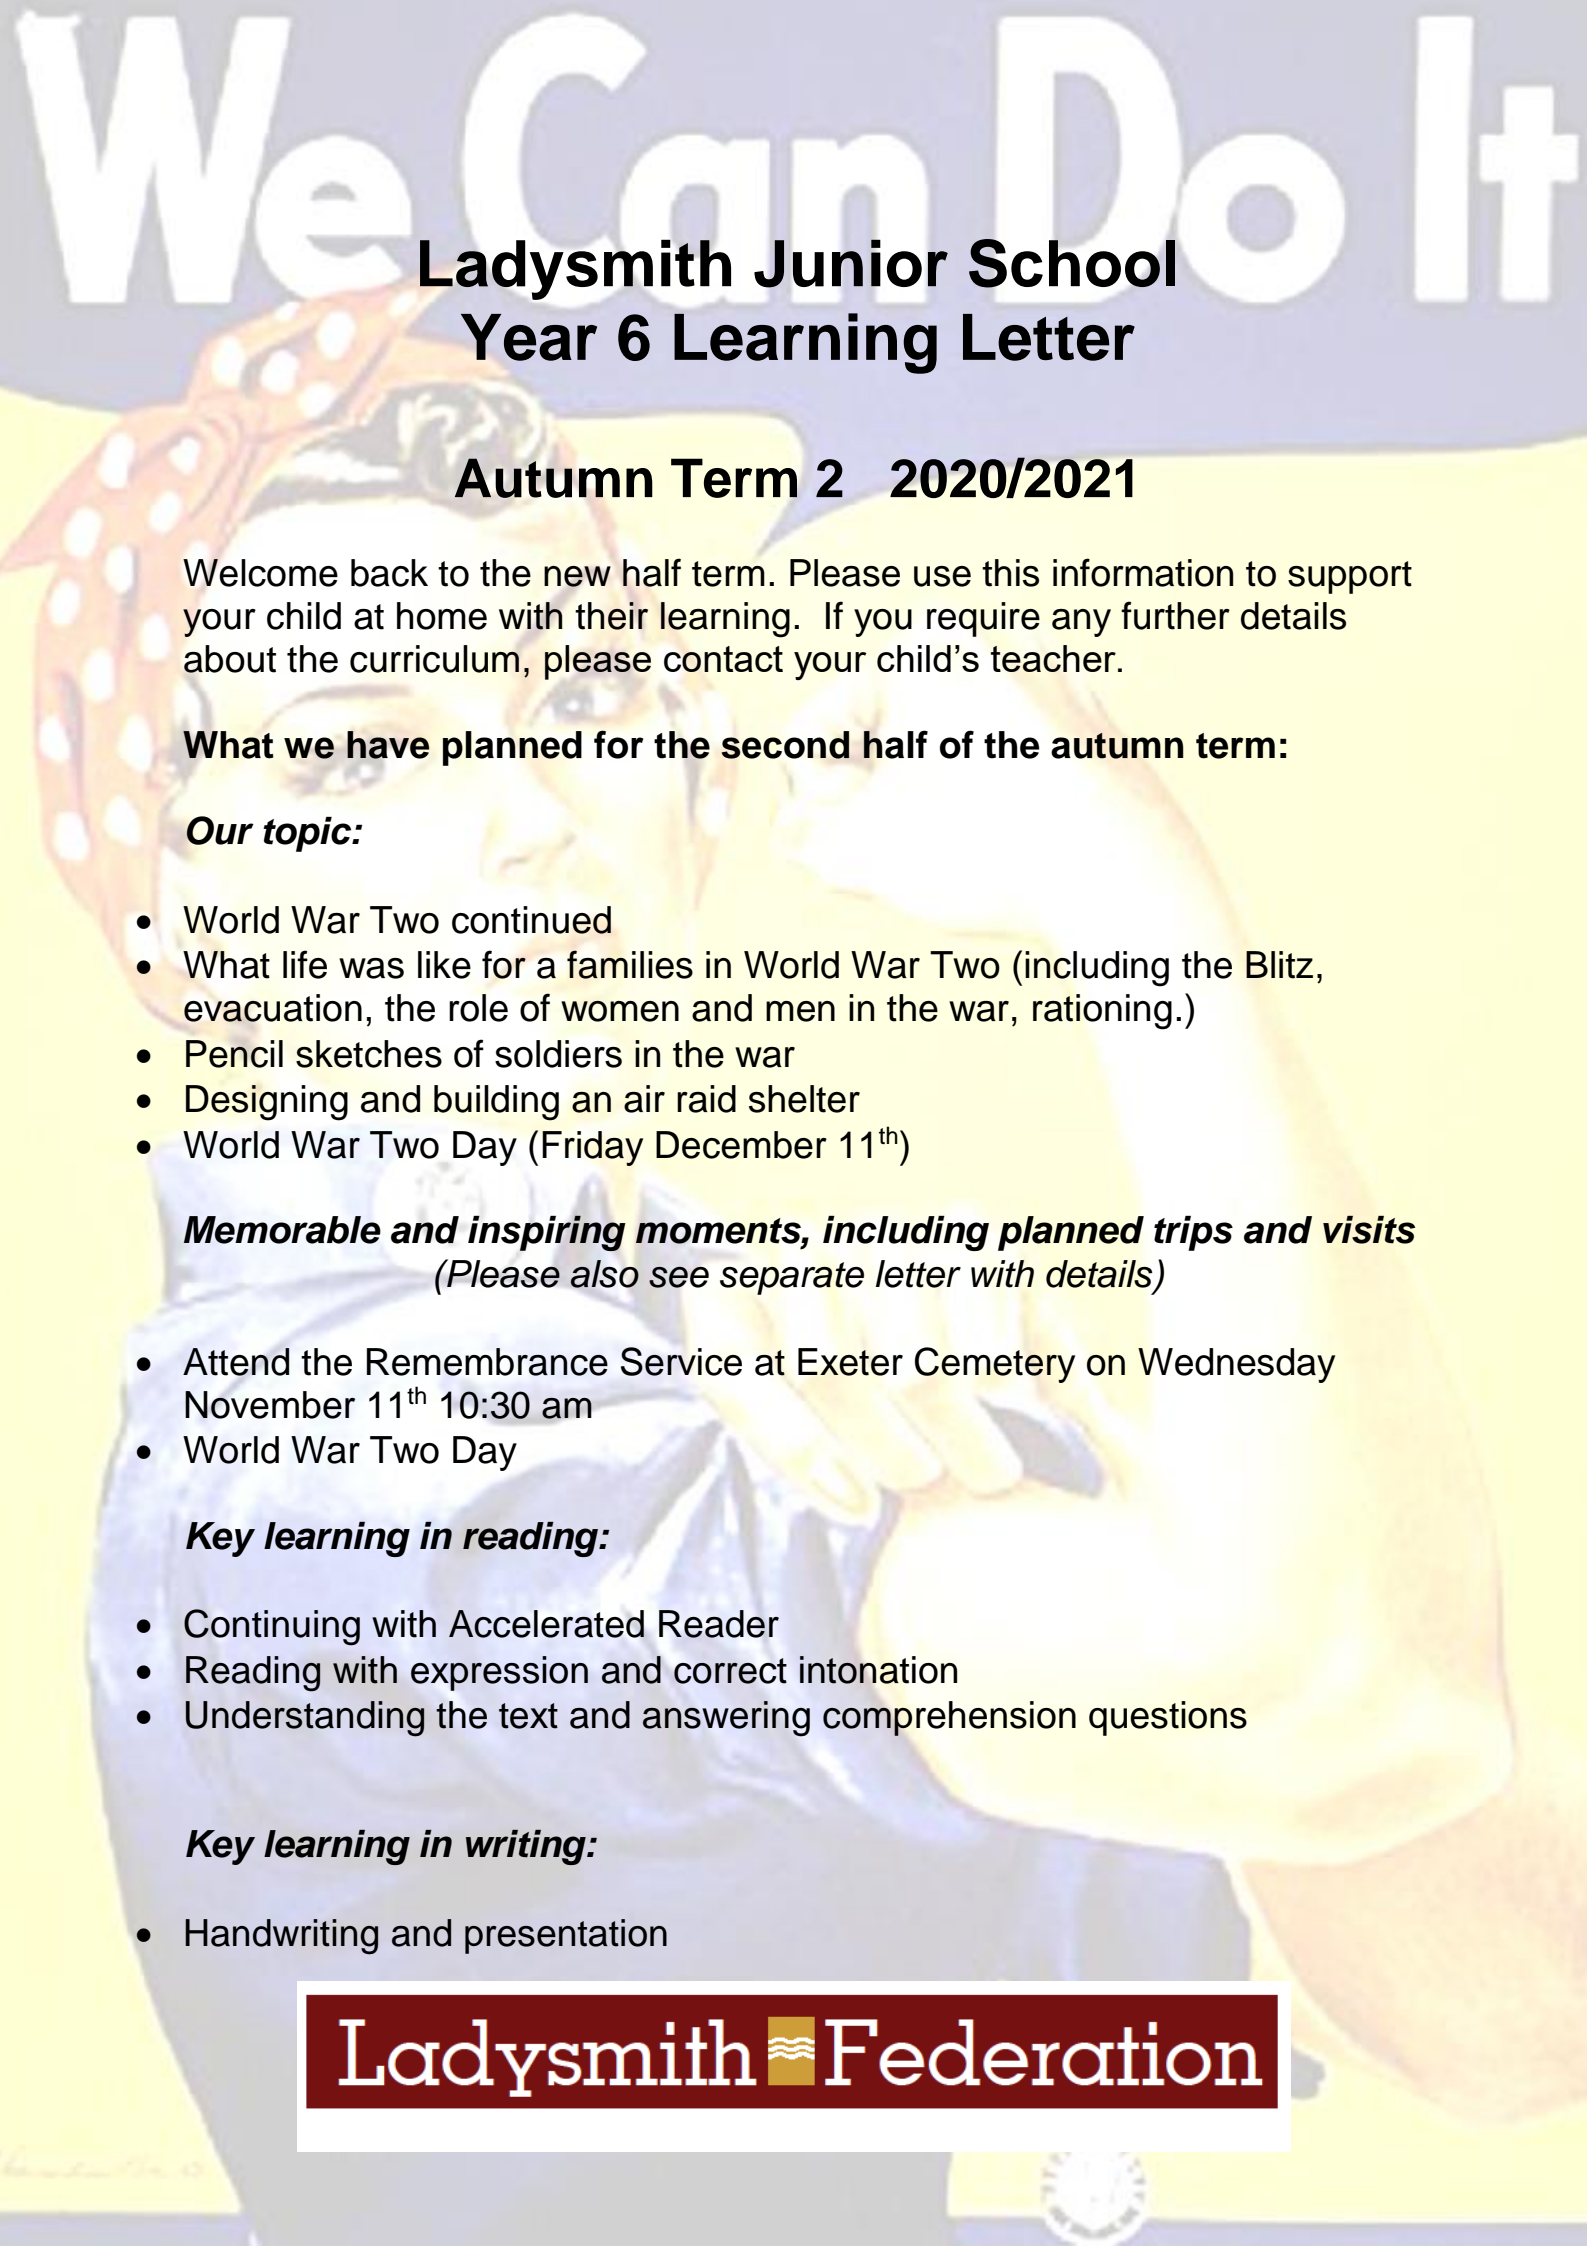 We Can Do It
Ladysmith Junior School
Year 6 Learning Letter
Autumn Term 2 2020/2021
Welcome back to the new half term. Please use this information to support
your child at home with their learning. If you require any further details
about the curriculum, please contact your child’s teacher.
What we have planned for the second half of the autumn term:
Our topic:
• World War Two continued
• What life was like for a families in World War Two (including the Blitz,
evacuation, the role of women and men in the war, rationing.)
• Pencil sketches of soldiers in the war
• Designing and building an air raid shelter
• World War Two Day (Friday December 11th)
Memorable and inspiring moments, including planned trips and visits
(Please also see separate letter with details)
• Attend the Remembrance Service at Exeter Cemetery on Wednesday
November 11th 10:30 am
• World War Two Day
Key learning in reading:
• Continuing with Accelerated Reader
• Reading with expression and correct intonation
• Understanding the text and answering comprehension questions
Key learning in writing:
• Handwriting and presentation
Ladysmith Federation